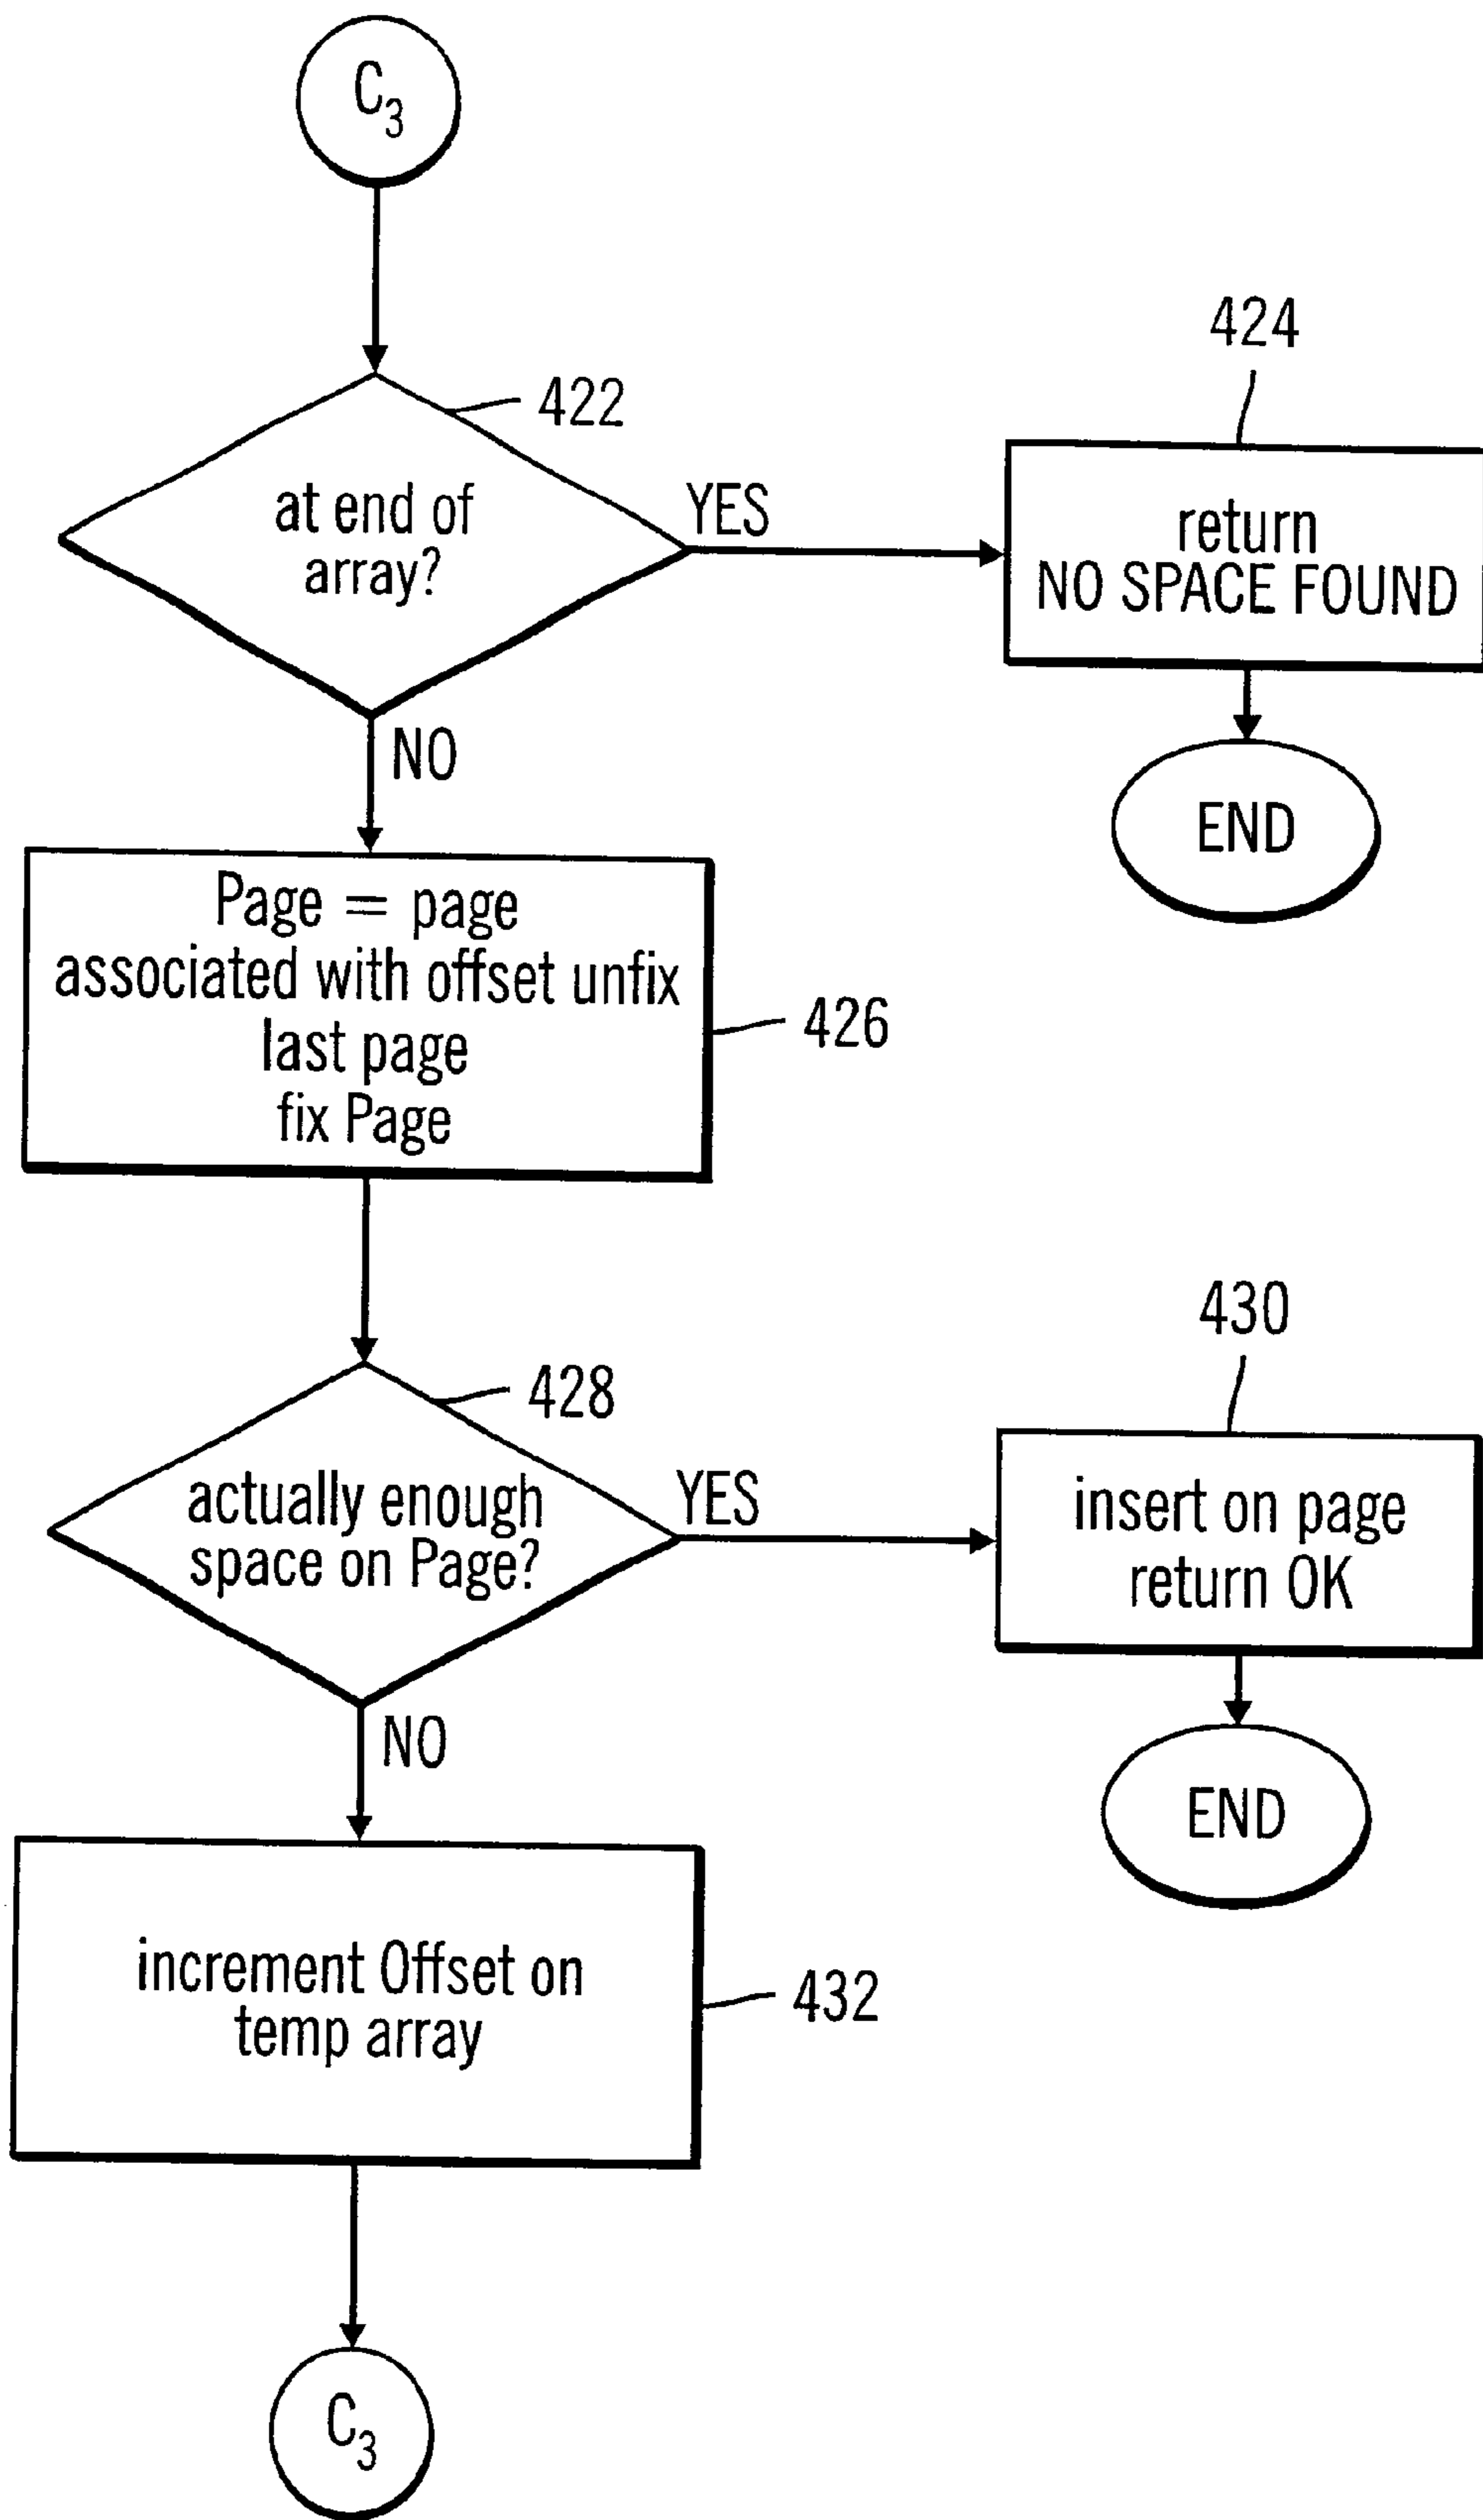 C3
422
at end of
array?
YES
424
return
NO SPACE FOUND
END
NO
Page = page
associated with offset unfix
last page
fix Page
426
428
actually enough
space on Page?
YES
430
insert on page
return OK
END
NO
increment Offset on
temp array
432
C3